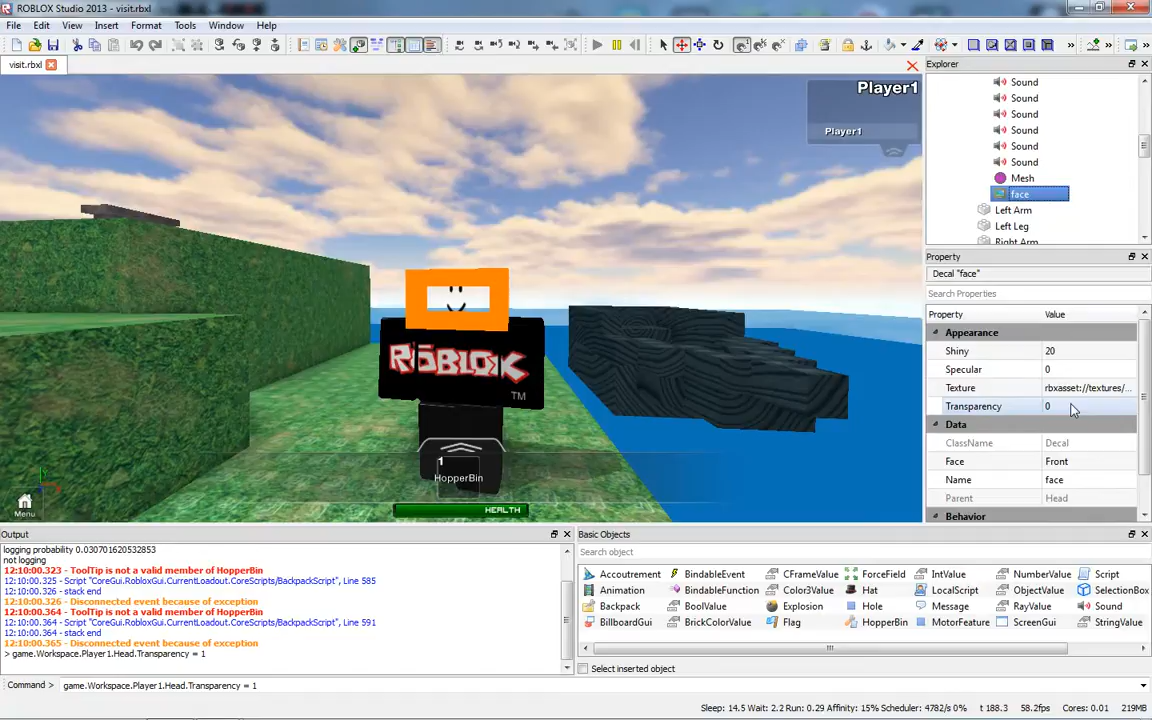 ROBLOX Studio 2013 - visit.rbxl
File Edit View Insert Format Tools Window Help
visit.rbxl
Player1
Player1
ROBLOX
TM
1
HopperBin
Menu
HEALTH
Explorer
Sound
Sound
Sound
Sound
Sound
Sound
Mesh
face
Left Arm
Left Leg
Right Arm
Property
Decal "face"
Search Properties
Property Value
Appearance
Shiny 20
Specular 0
Texture rbxasset://textures/...
Transparency 0
Data
ClassName Decal
Face Front
Name face
Parent Head
Behavior
Output
logging probability 0.030701620532853
not logging
12:10:00.323 - ToolTip is not a valid member of HopperBin
12:10:00.325 - Script "CoreGui.RobloxGui.CurrentLoadout.CoreScripts/BackpackScript", Line 585
12:10:00.326 - stack end
12:10:00.326 - Disconnected event because of exception
12:10:00.364 - ToolTip is not a valid member of HopperBin
12:10:00.364 - Script "CoreGui.RobloxGui.CurrentLoadout.CoreScripts/BackpackScript", Line 591
12:10:00.364 - stack end
12:10:00.365 - Disconnected event because of exception
> game.Workspace.Player1.Head.Transparency = 1
Basic Objects
Search object
Accoutrement BindableEvent CFrameValue ForceField IntValue NumberValue Script
Animation BindableFunction Color3Value Hat LocalScript ObjectValue SelectionBox
Backpack BoolValue Explosion Hole Message RayValue Sound
BillboardGui BrickColorValue Flag HopperBin MotorFeature ScreenGui StringValue
Select inserted object
Command > game.Workspace.Player1.Head.Transparency = 1
Sleep: 14.5 Wait: 2.2 Run: 0.29 Affinity: 15% Scheduler: 4782/s 0% t 188.3 58.2fps Cores: 0.01 219MB